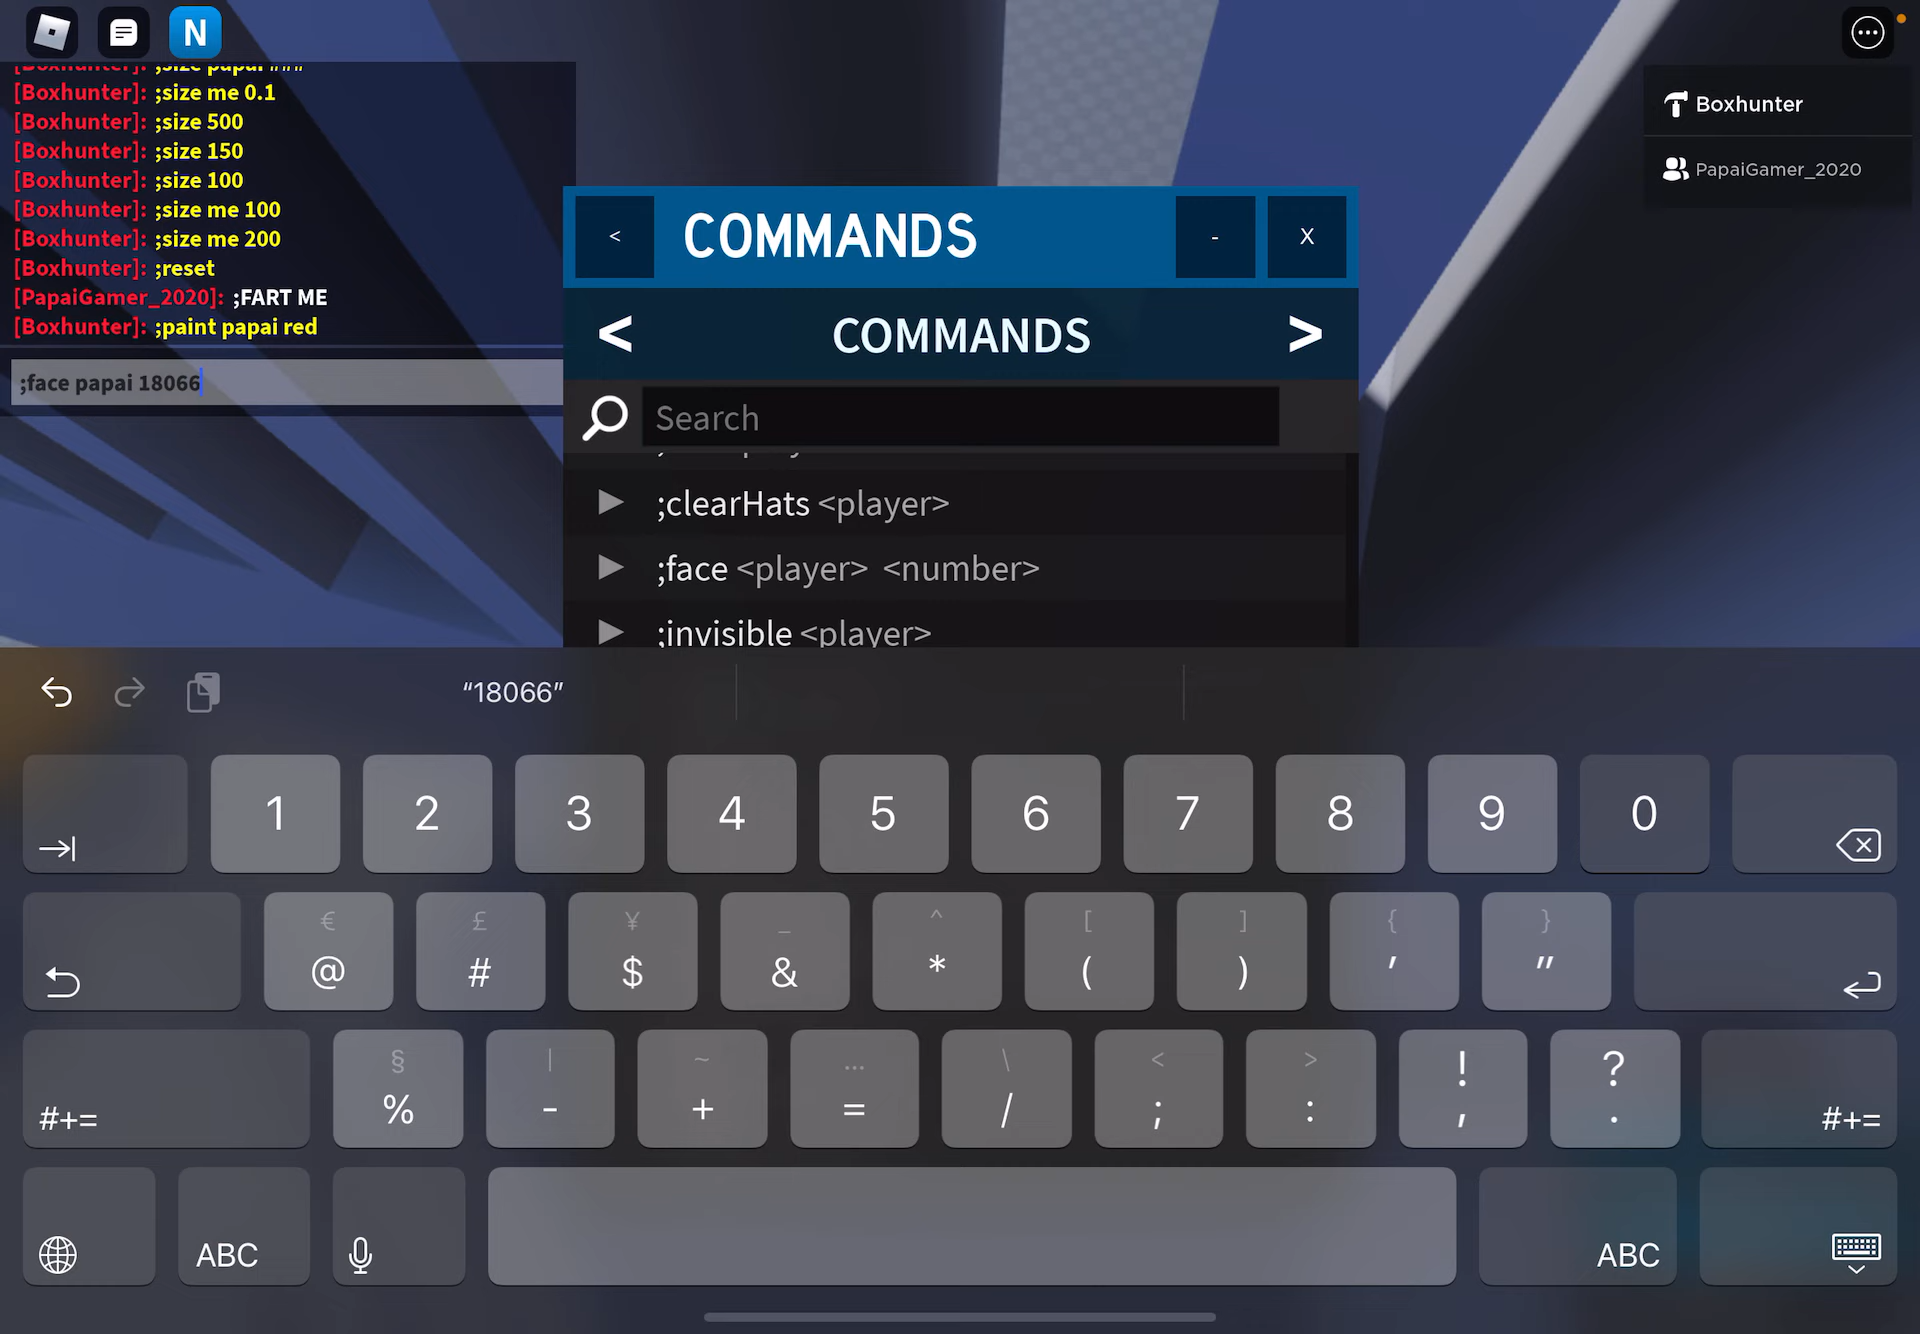 N
[Boxhunter]: ;size papai ###
[Boxhunter]: ;size me 0.1
[Boxhunter]: ;size 500
[Boxhunter]: ;size 150
[Boxhunter]: ;size 100
[Boxhunter]: ;size me 100
[Boxhunter]: ;size me 200
[Boxhunter]: ;reset
[PapaiGamer_2020]: ;FART ME
[Boxhunter]: ;paint papai red
;face papai 18066
Boxhunter
PapaiGamer_2020
< COMMANDS - X
< COMMANDS >
Search
;clearHats <player>
;face <player> <number>
;invisible <player>
“18066”
1 2 3 4 5 6 7 8 9 0
€ £ ¥ _ ^ [ ] { }
@ # $ & * ( ) ' "
§ | ~ … \ < > ! ?
#+= % - + = / ; : , . #+=
ABC ABC